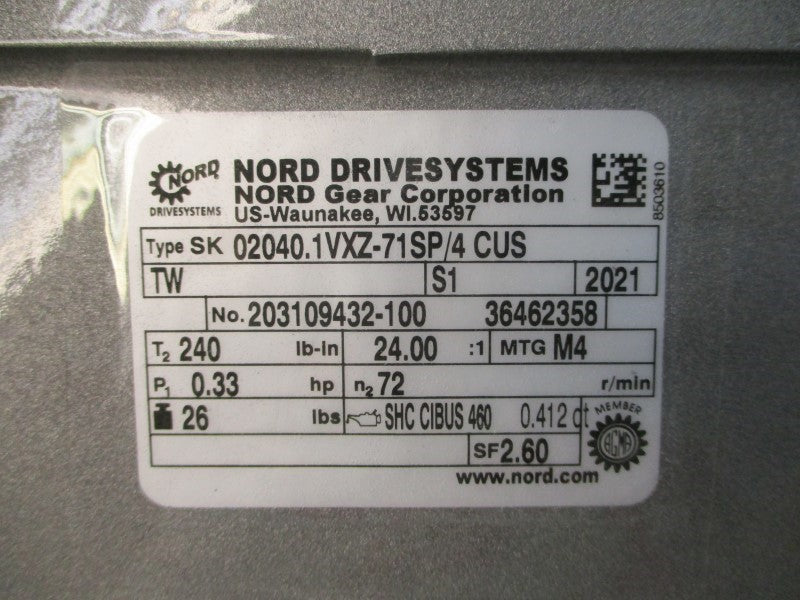 NORD
DRIVESYSTEMS
NORD DRIVESYSTEMS
NORD Gear Corporation
US-Waunakee, WI.53597
8503610
Type SK 02040.1VXZ-71SP/4 CUS
TW S1 2021
No. 203109432-100 36462358
T2 240 lb-in 24.00 :1 MTG M4
P1 0.33 hp n2 72 r/min
26 lbs SHC CIBUS 460 0.412 qt
MEMBER
AGMA
SF 2.60
www.nord.com